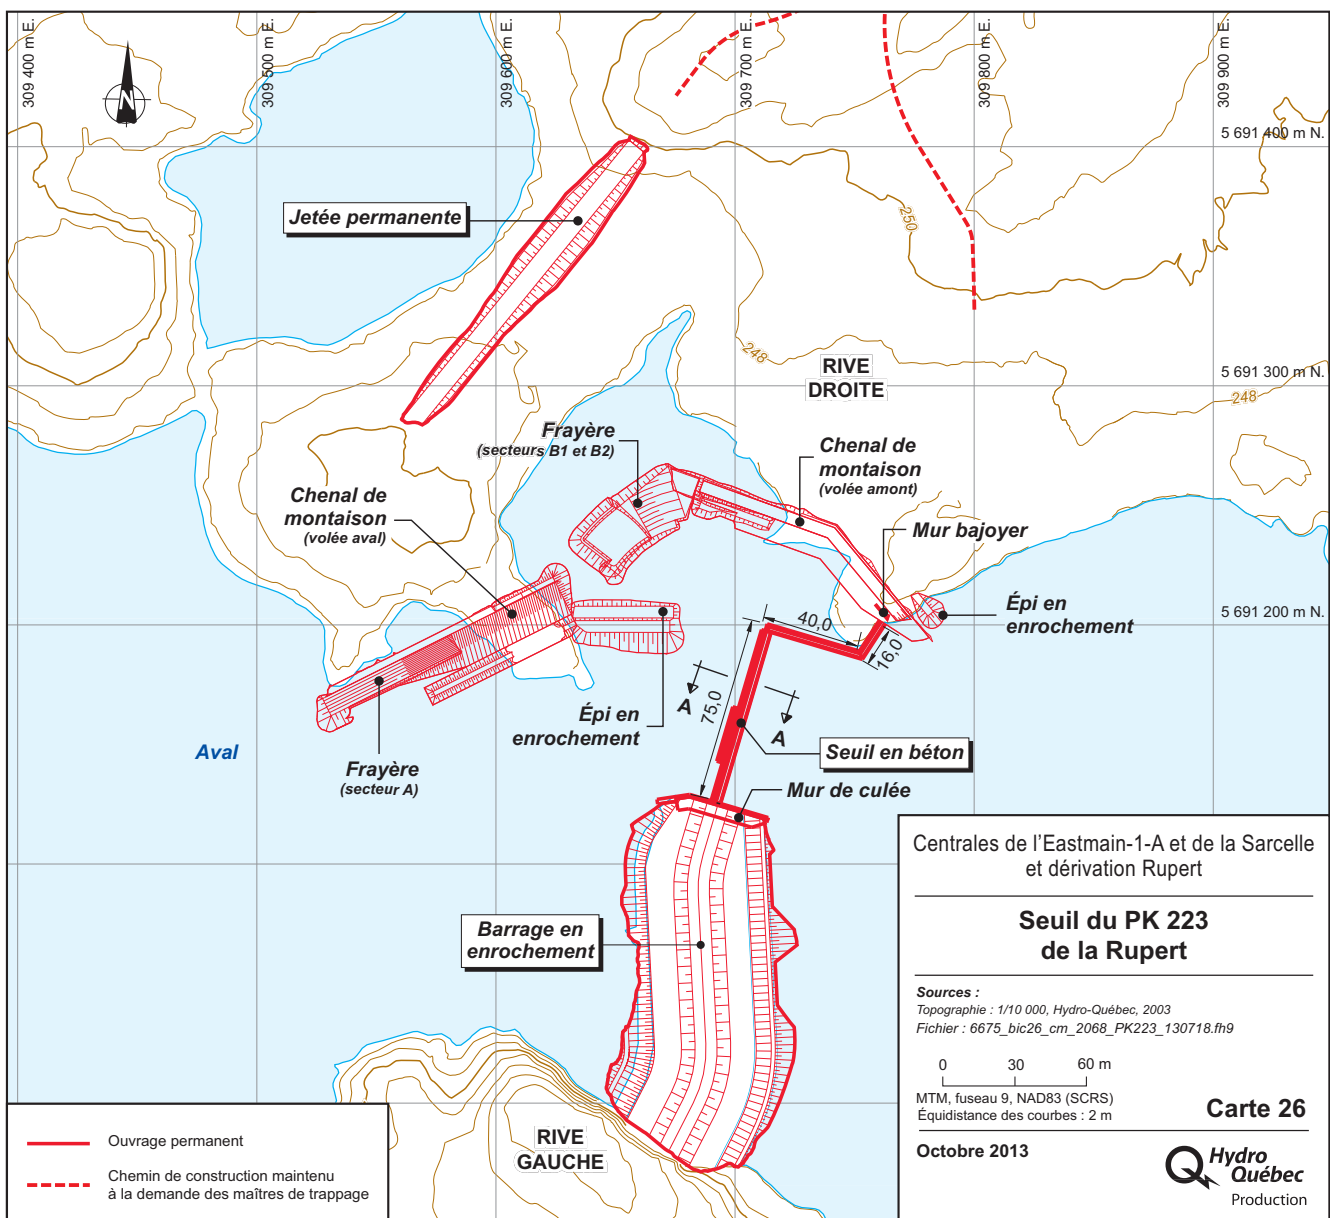 309 400 m E.
309 500 m E.
309 600 m E.
309 700 m E.
309 800 m E.
309 900 m E.
N
5 691 400 m N.
Jetée permanente
250
248
RIVE
DROITE
5 691 300 m N.
248
Frayère
(secteurs B1 et B2)
Chenal de
montaison
(volée amont)
Chenal de
montaison
(volée aval)
Mur bajoyer
Épi en
enrochement
5 691 200 m N.
40,0
16,0
75,0
A
A
Épi en
enrochement
Aval
Frayère
(secteur A)
Seuil en béton
Mur de culée
Barrage en
enrochement
RIVE
GAUCHE
Ouvrage permanent
Chemin de construction maintenu
à la demande des maîtres de trappage
Centrales de l'Eastmain-1-A et de la Sarcelle
et dérivation Rupert
Seuil du PK 223
de la Rupert
Sources :
Topographie : 1/10 000, Hydro-Québec, 2003
Fichier : 6675_bic26_cm_2068_PK223_130718.fh9
0 30 60 m
MTM, fuseau 9, NAD83 (SCRS)
Équidistance des courbes : 2 m
Carte 26
Octobre 2013
Hydro
Québec
Production